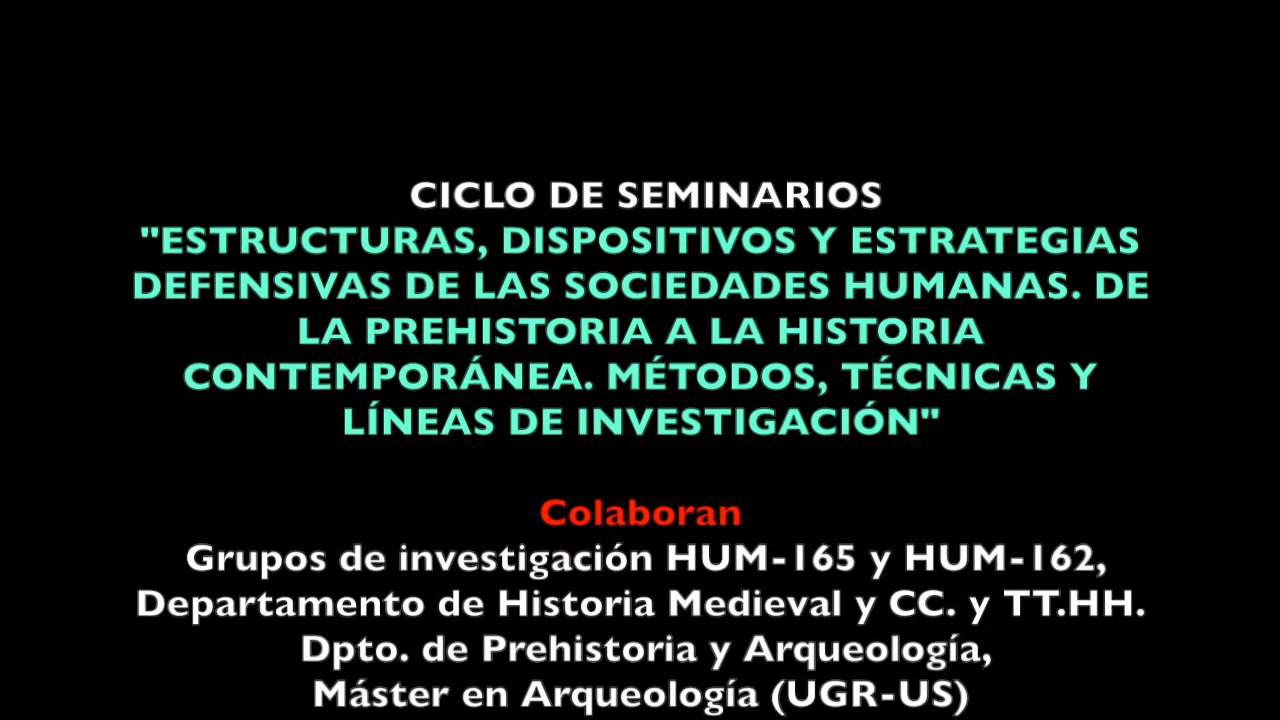 CICLO DE SEMINARIOS
"ESTRUCTURAS, DISPOSITIVOS Y ESTRATEGIAS
DEFENSIVAS DE LAS SOCIEDADES HUMANAS. DE
LA PREHISTORIA A LA HISTORIA
CONTEMPORÁNEA. MÉTODOS, TÉCNICAS Y
LÍNEAS DE INVESTIGACIÓN"
Colaboran
Grupos de investigación HUM-165 y HUM-162,
Departamento de Historia Medieval y CC. y TT.HH.
Dpto. de Prehistoria y Arqueología,
Máster en Arqueología (UGR-US)